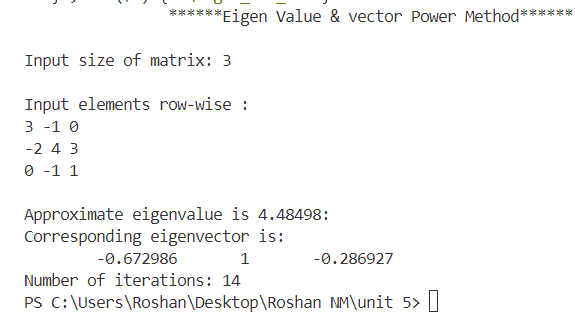 ******Eigen Value & vector Power Method******
Input size of matrix: 3
Input elements row-wise :
3 -1 0
-2 4 3
0 -1 1
Approximate eigenvalue is 4.48498:
Corresponding eigenvector is:
-0.672986 1 -0.286927
Number of iterations: 14
PS C:\Users\Roshan\Desktop\Roshan NM\unit 5>